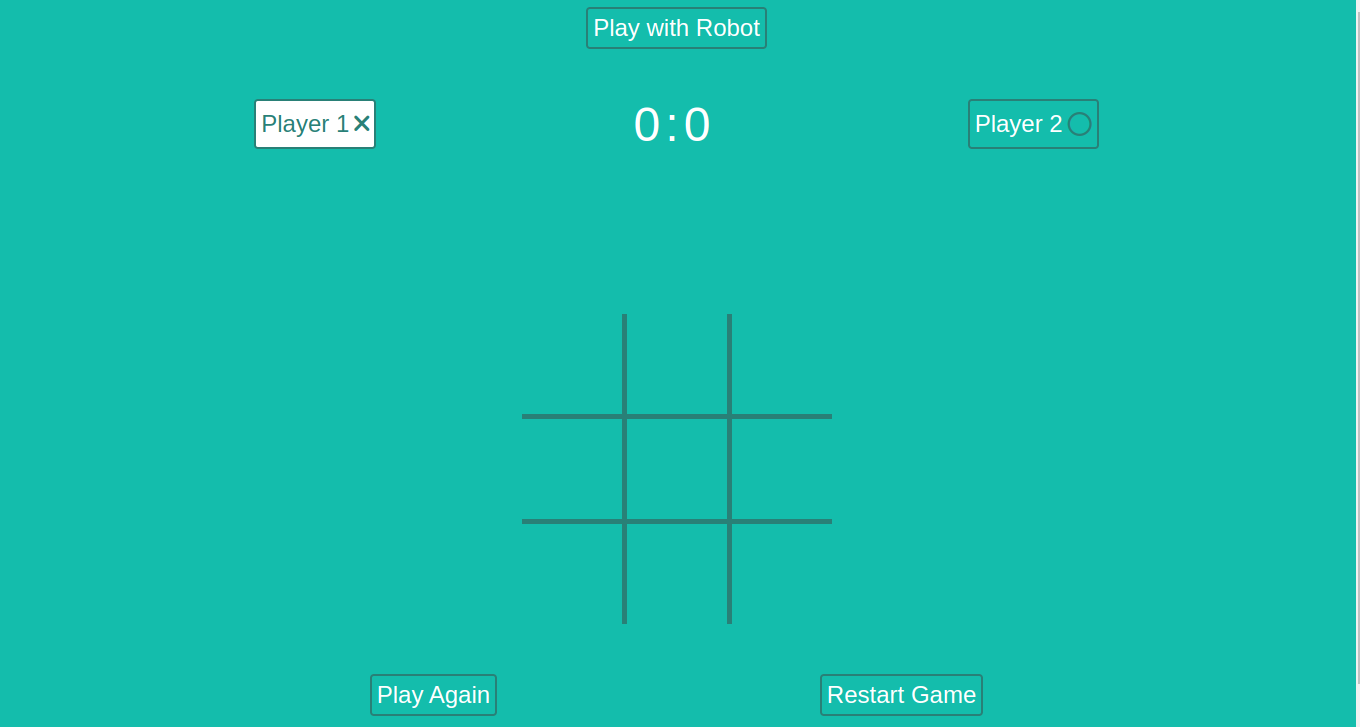 Play with Robot
Player 1 ✕
0:0
Player 2 ◯
Play Again
Restart Game